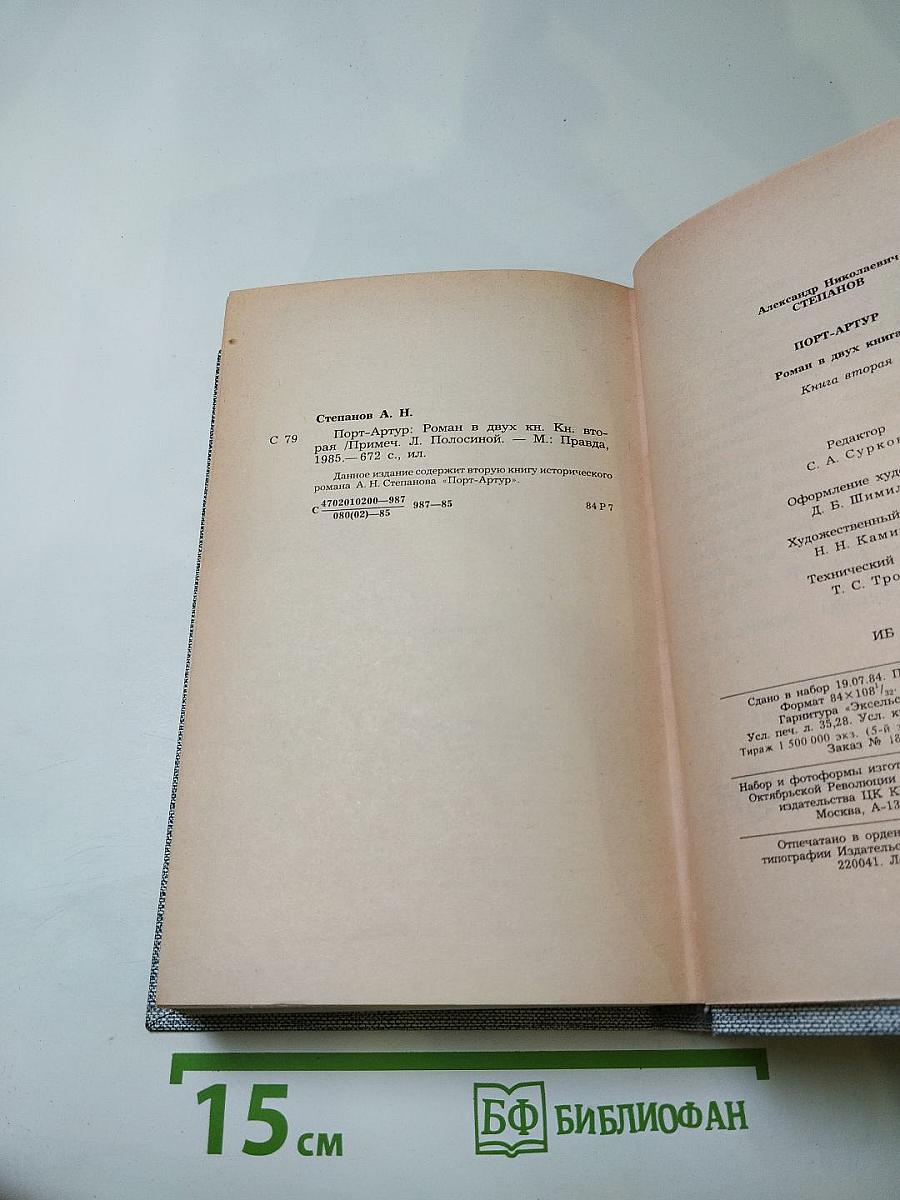 Степанов А. Н.
С 79
Порт-Артур: Роман в двух кн. Кн. вто-
рая /Примеч. Л. Полосиной. — М.: Правда,
1985.— 672 с., ил.
Данное издание содержит вторую книгу исторического
романа А. Н. Степанова «Порт-Артур».
С 4702010200—987
080(02)—85
987—85
84 Р 7
Александр Николаевич
СТЕПАНОВ
ПОРТ-АРТУР
Роман в двух книга
Книга вторая
Редактор
С. А. Сурков
Оформление худо
Д. Б. Шимил
Художественный
Н. Н. Ками
Технический
Т. С. Тро
ИБ
Сдано в набор 19.07.84. П
Формат 84×108¹/₃₂.
Гарнитура «Эксельс
Усл. печ. л. 35,28. Усл. к
Тираж 1 500 000 экз. (5-й
Заказ № 18
Набор и фотоформы изгот
Октябрьской Революции
издательства ЦК К
Москва, А-13
Отпечатано в орден
типографии Издательс
220041. 
15 см
БФ БИБЛИОФАН